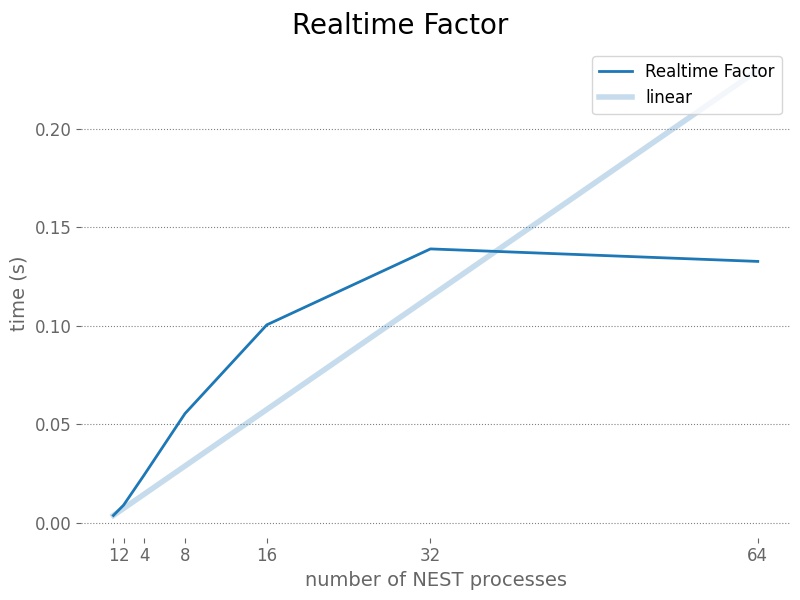 Realtime Factor
Realtime Factor
linear
time (s)
0.20
0.15
0.10
0.05
0.00
1 2 4 8 16 32 64
number of NEST processes